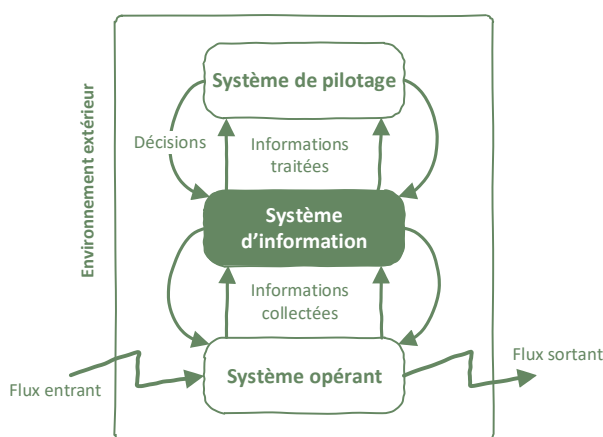 Système de pilotage
Environnement extérieur
Décisions
Informations
traitées
Système
d'information
Informations
collectées
Flux entrant
Système opérant
Flux sortant